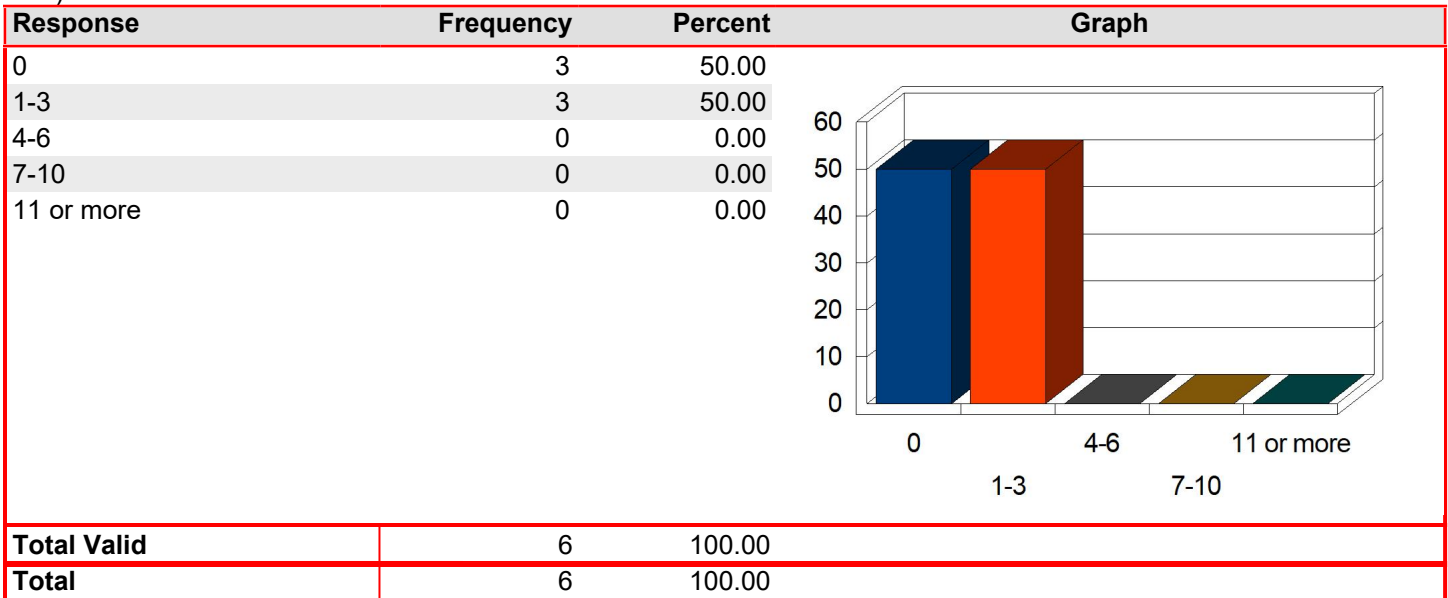 Response Frequency Percent Graph
0 3 50.00
1-3 3 50.00
4-6 0 0.00
7-10 0 0.00
11 or more 0 0.00
60
50
40
30
20
10
0
0 4-6 11 or more
1-3 7-10
Total Valid 6 100.00
Total 6 100.00